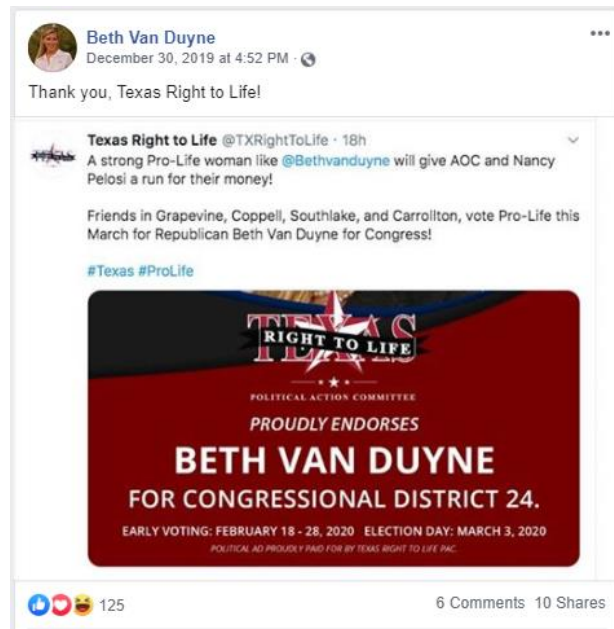 Beth Van Duyne
December 30, 2019 at 4:52 PM ·
Thank you, Texas Right to Life!
Texas Right to Life @TXRightToLife · 18h
A strong Pro-Life woman like @Bethvanduyne will give AOC and Nancy
Pelosi a run for their money!
Friends in Grapevine, Coppell, Southlake, and Carrollton, vote Pro-Life this
March for Republican Beth Van Duyne for Congress!
#Texas #ProLife
TEXAS
RIGHT TO LIFE
POLITICAL ACTION COMMITTEE
PROUDLY ENDORSES
BETH VAN DUYNE
FOR CONGRESSIONAL DISTRICT 24.
EARLY VOTING: FEBRUARY 18 - 28, 2020 ELECTION DAY: MARCH 3, 2020
POLITICAL AD PROUDLY PAID FOR BY TEXAS RIGHT TO LIFE PAC.
125
6 Comments 10 Shares